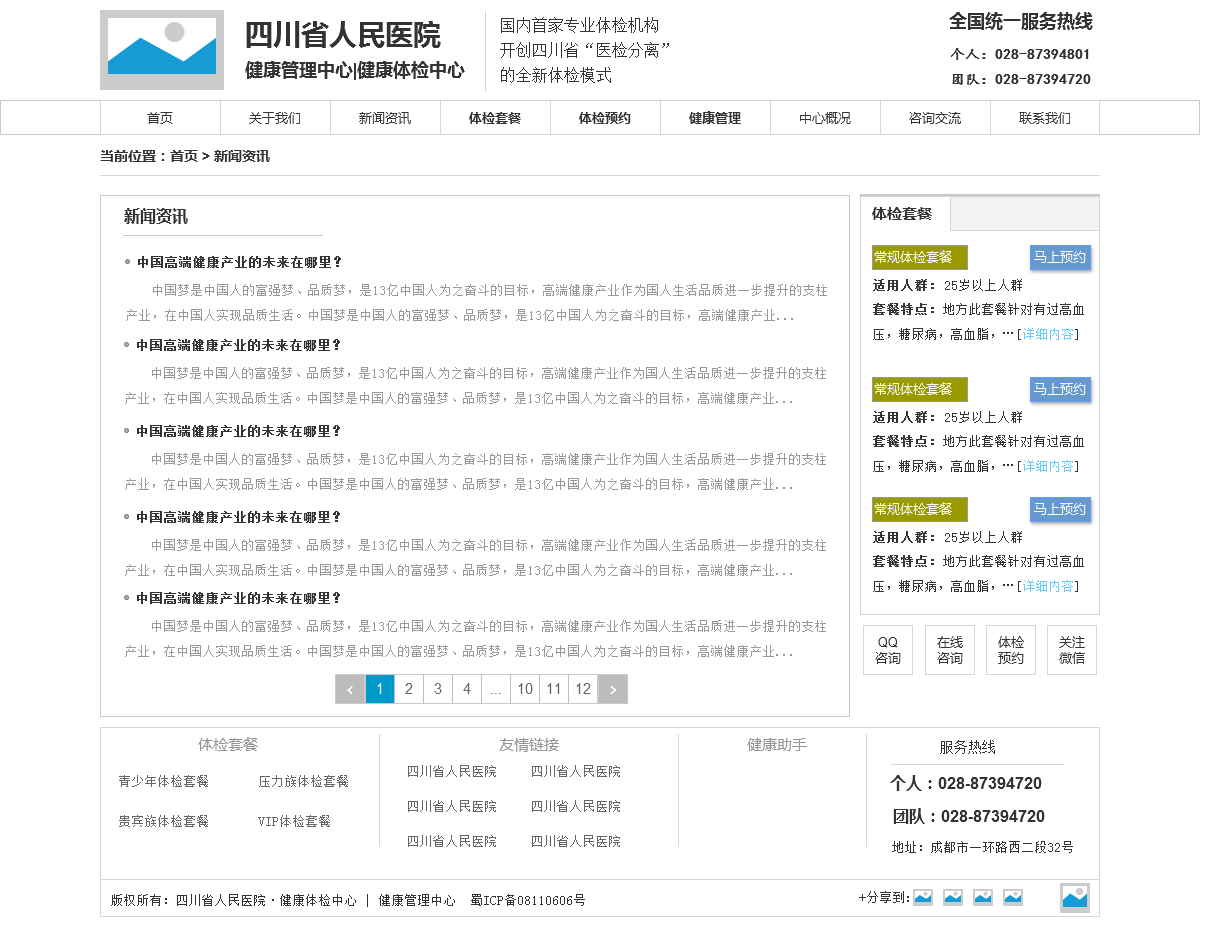 四川省人民医院
健康管理中心|健康体检中心
国内首家专业体检机构
开创四川省“医检分离”
的全新体检模式
全国统一服务热线
个人：028-87394801
团队：028-87394720
首页 关于我们 新闻资讯 体检套餐 体检预约 健康管理 中心概况 咨询交流 联系我们
当前位置：首页 > 新闻资讯
新闻资讯
中国高端健康产业的未来在哪里？
中国梦是中国人的富强梦、品质梦，是13亿中国人为之奋斗的目标，高端健康产业作为国人生活品质进一步提升的支柱
产业，在中国人实现品质生活。中国梦是中国人的富强梦、品质梦，是13亿中国人为之奋斗的目标，高端健康产业...
中国高端健康产业的未来在哪里？
中国梦是中国人的富强梦、品质梦，是13亿中国人为之奋斗的目标，高端健康产业作为国人生活品质进一步提升的支柱
产业，在中国人实现品质生活。中国梦是中国人的富强梦、品质梦，是13亿中国人为之奋斗的目标，高端健康产业...
中国高端健康产业的未来在哪里？
中国梦是中国人的富强梦、品质梦，是13亿中国人为之奋斗的目标，高端健康产业作为国人生活品质进一步提升的支柱
产业，在中国人实现品质生活。中国梦是中国人的富强梦、品质梦，是13亿中国人为之奋斗的目标，高端健康产业...
中国高端健康产业的未来在哪里？
中国梦是中国人的富强梦、品质梦，是13亿中国人为之奋斗的目标，高端健康产业作为国人生活品质进一步提升的支柱
产业，在中国人实现品质生活。中国梦是中国人的富强梦、品质梦，是13亿中国人为之奋斗的目标，高端健康产业...
中国高端健康产业的未来在哪里？
中国梦是中国人的富强梦、品质梦，是13亿中国人为之奋斗的目标，高端健康产业作为国人生活品质进一步提升的支柱
产业，在中国人实现品质生活。中国梦是中国人的富强梦、品质梦，是13亿中国人为之奋斗的目标，高端健康产业...
< 1 2 3 4 ... 10 11 12 >
体检套餐
常规体检套餐 马上预约
适用人群：25岁以上人群
套餐特点：地方此套餐针对有过高血
压，糖尿病，高血脂，…[详细内容]
常规体检套餐 马上预约
适用人群：25岁以上人群
套餐特点：地方此套餐针对有过高血
压，糖尿病，高血脂，…[详细内容]
常规体检套餐 马上预约
适用人群：25岁以上人群
套餐特点：地方此套餐针对有过高血
压，糖尿病，高血脂，…[详细内容]
QQ 在线 体检 关注
咨询 咨询 预约 微信
体检套餐
青少年体检套餐 压力族体检套餐
贵宾族体检套餐 VIP体检套餐
友情链接
四川省人民医院 四川省人民医院
四川省人民医院 四川省人民医院
四川省人民医院 四川省人民医院
健康助手
服务热线
个人：028-87394720
团队：028-87394720
地址：成都市一环路西二段32号
版权所有：四川省人民医院·健康体检中心 | 健康管理中心 蜀ICP备08110606号
+分享到: